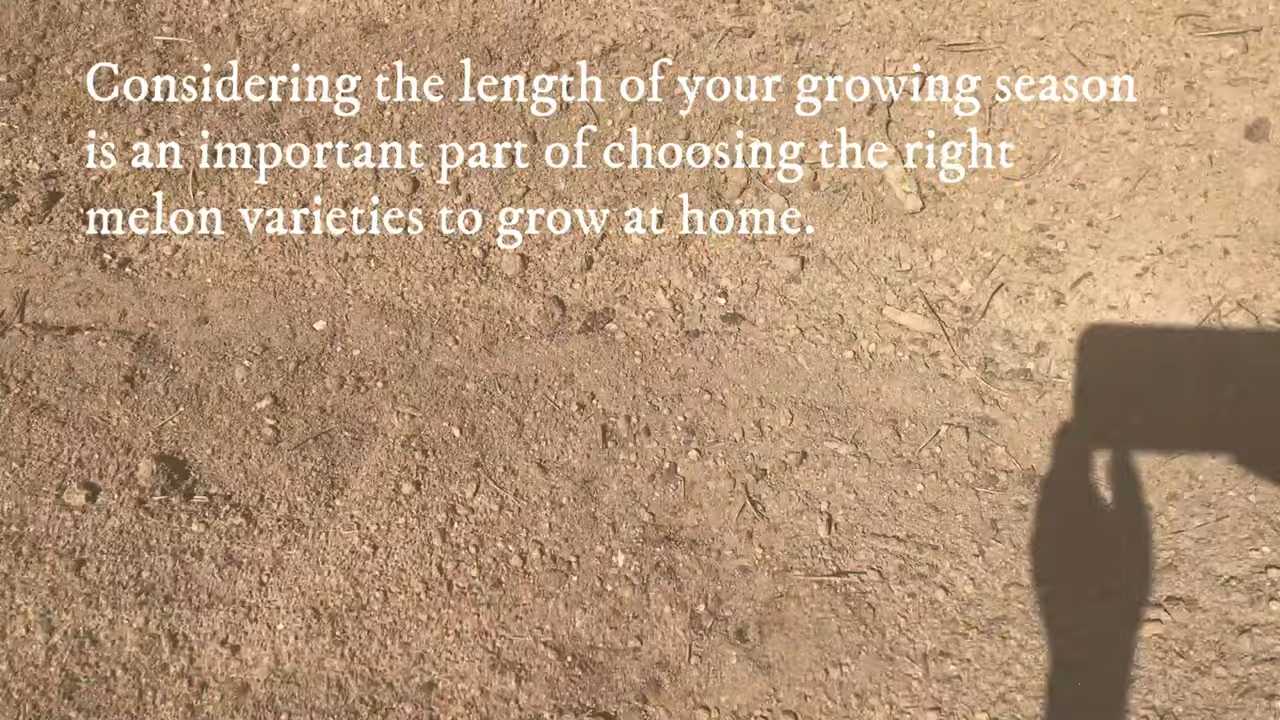 Considering the length of your growing season
is an important part of choosing the right
melon varieties to grow at home.